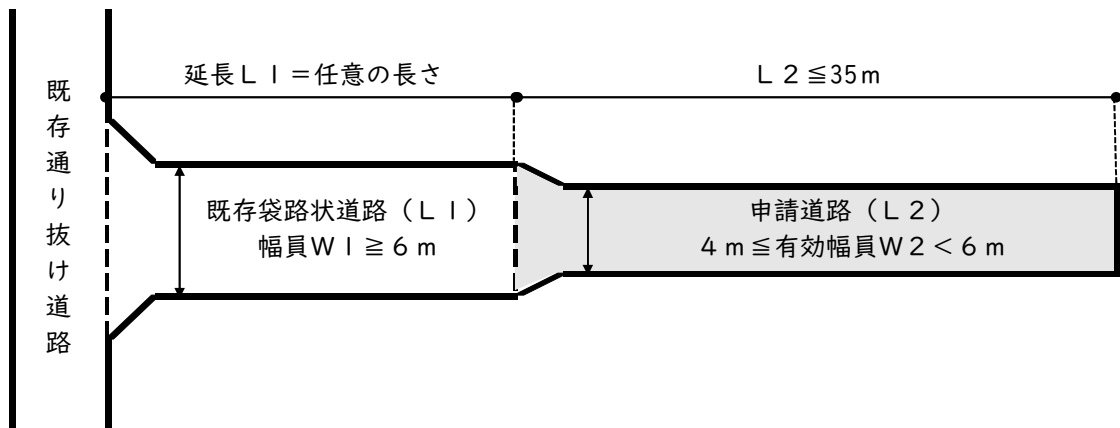 既存通り抜け道路
延長Ｌ１＝任意の長さ
Ｌ２≦35ｍ
既存袋路状道路（Ｌ１）
幅員Ｗ１≧６ｍ
申請道路（Ｌ２）
４ｍ≦有効幅員Ｗ２＜６ｍ